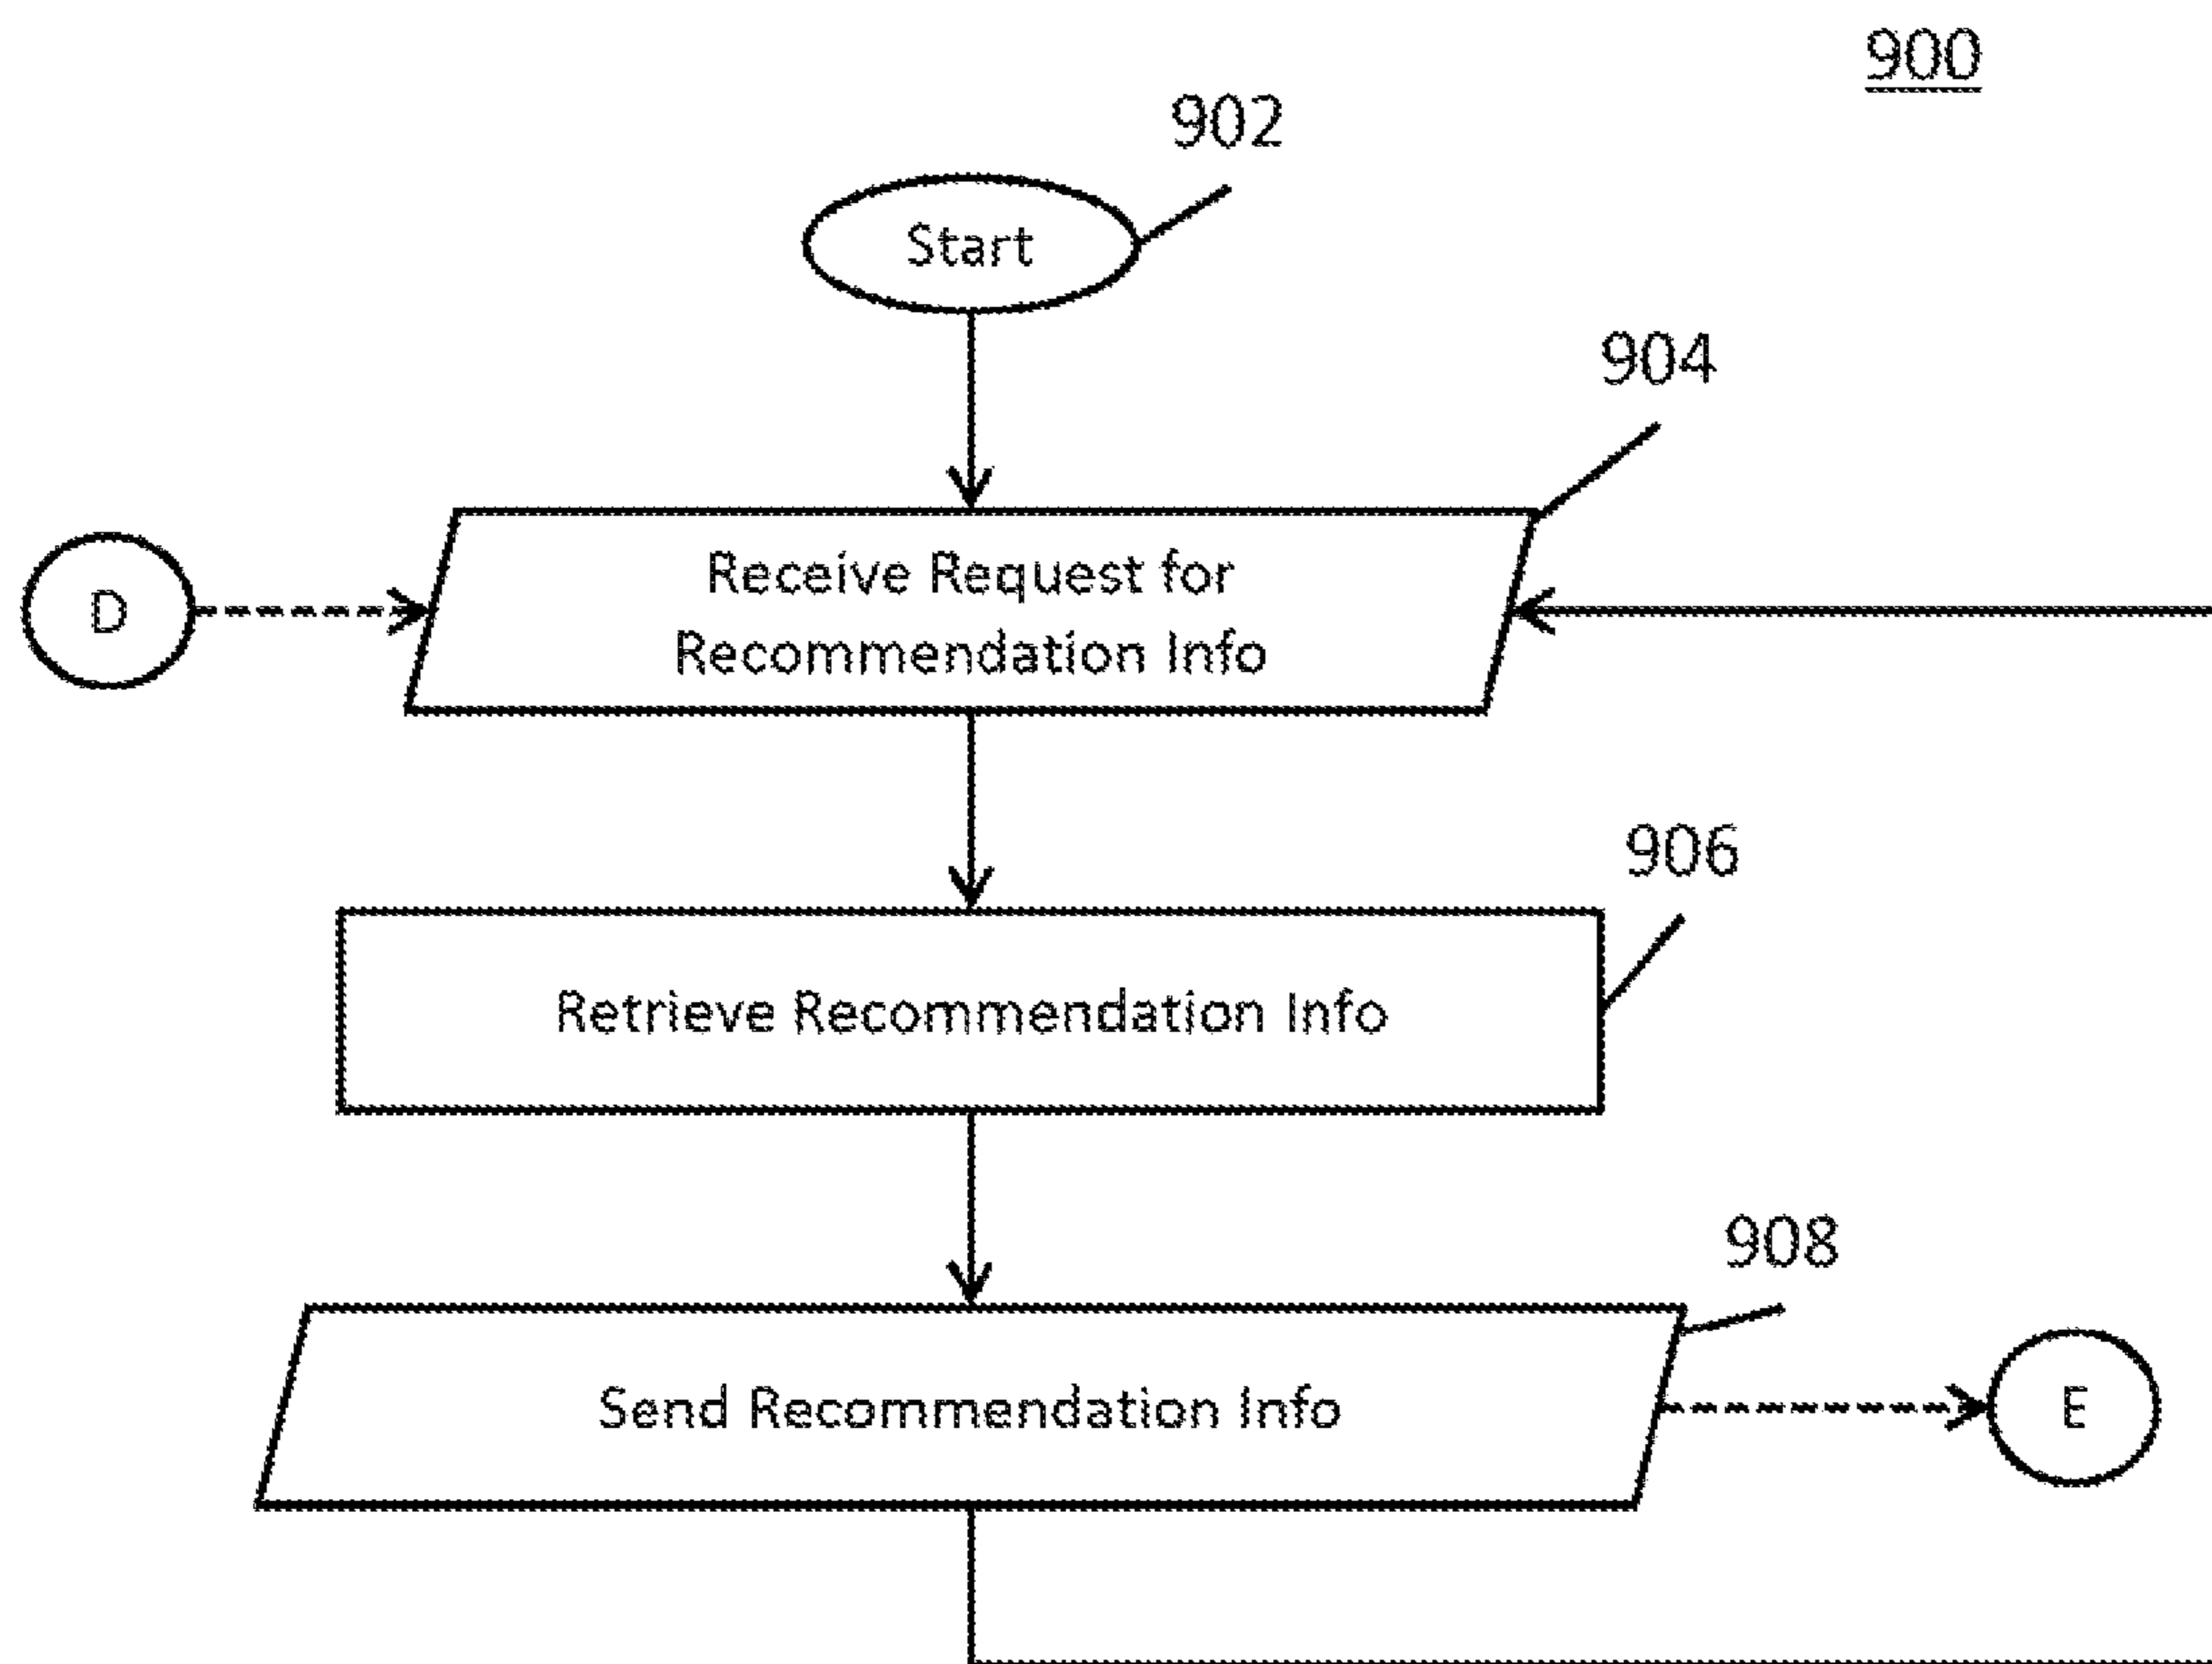 900
902
Start
904
Receive Request for
Recommendation Info
D
906
Retrieve Recommendation Info
908
Send Recommendation Info
E